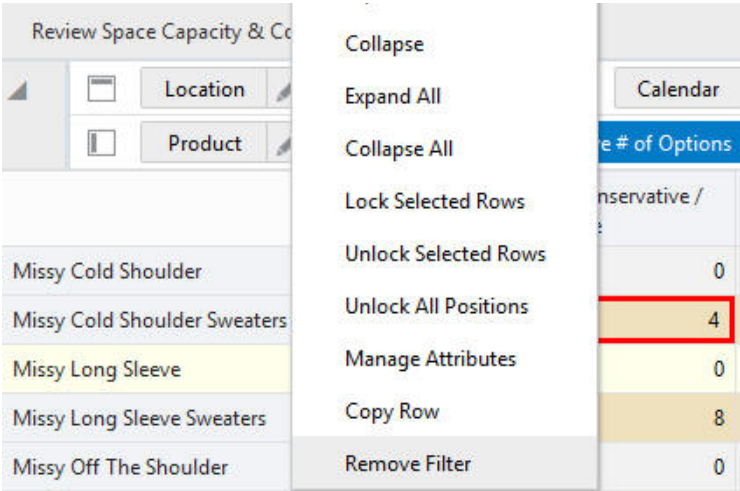 Review Space Capacity & Co
Collapse
Location
Expand All
Calendar
Product
Collapse All
# of Options
Lock Selected Rows
Missy Cold Shoulder
Unlock Selected Rows
0
Missy Cold Shoulder Sweaters
Unlock All Positions
4
Missy Long Sleeve
Manage Attributes
0
Missy Long Sleeve Sweaters
Copy Row
8
Missy Off The Shoulder
Remove Filter
0